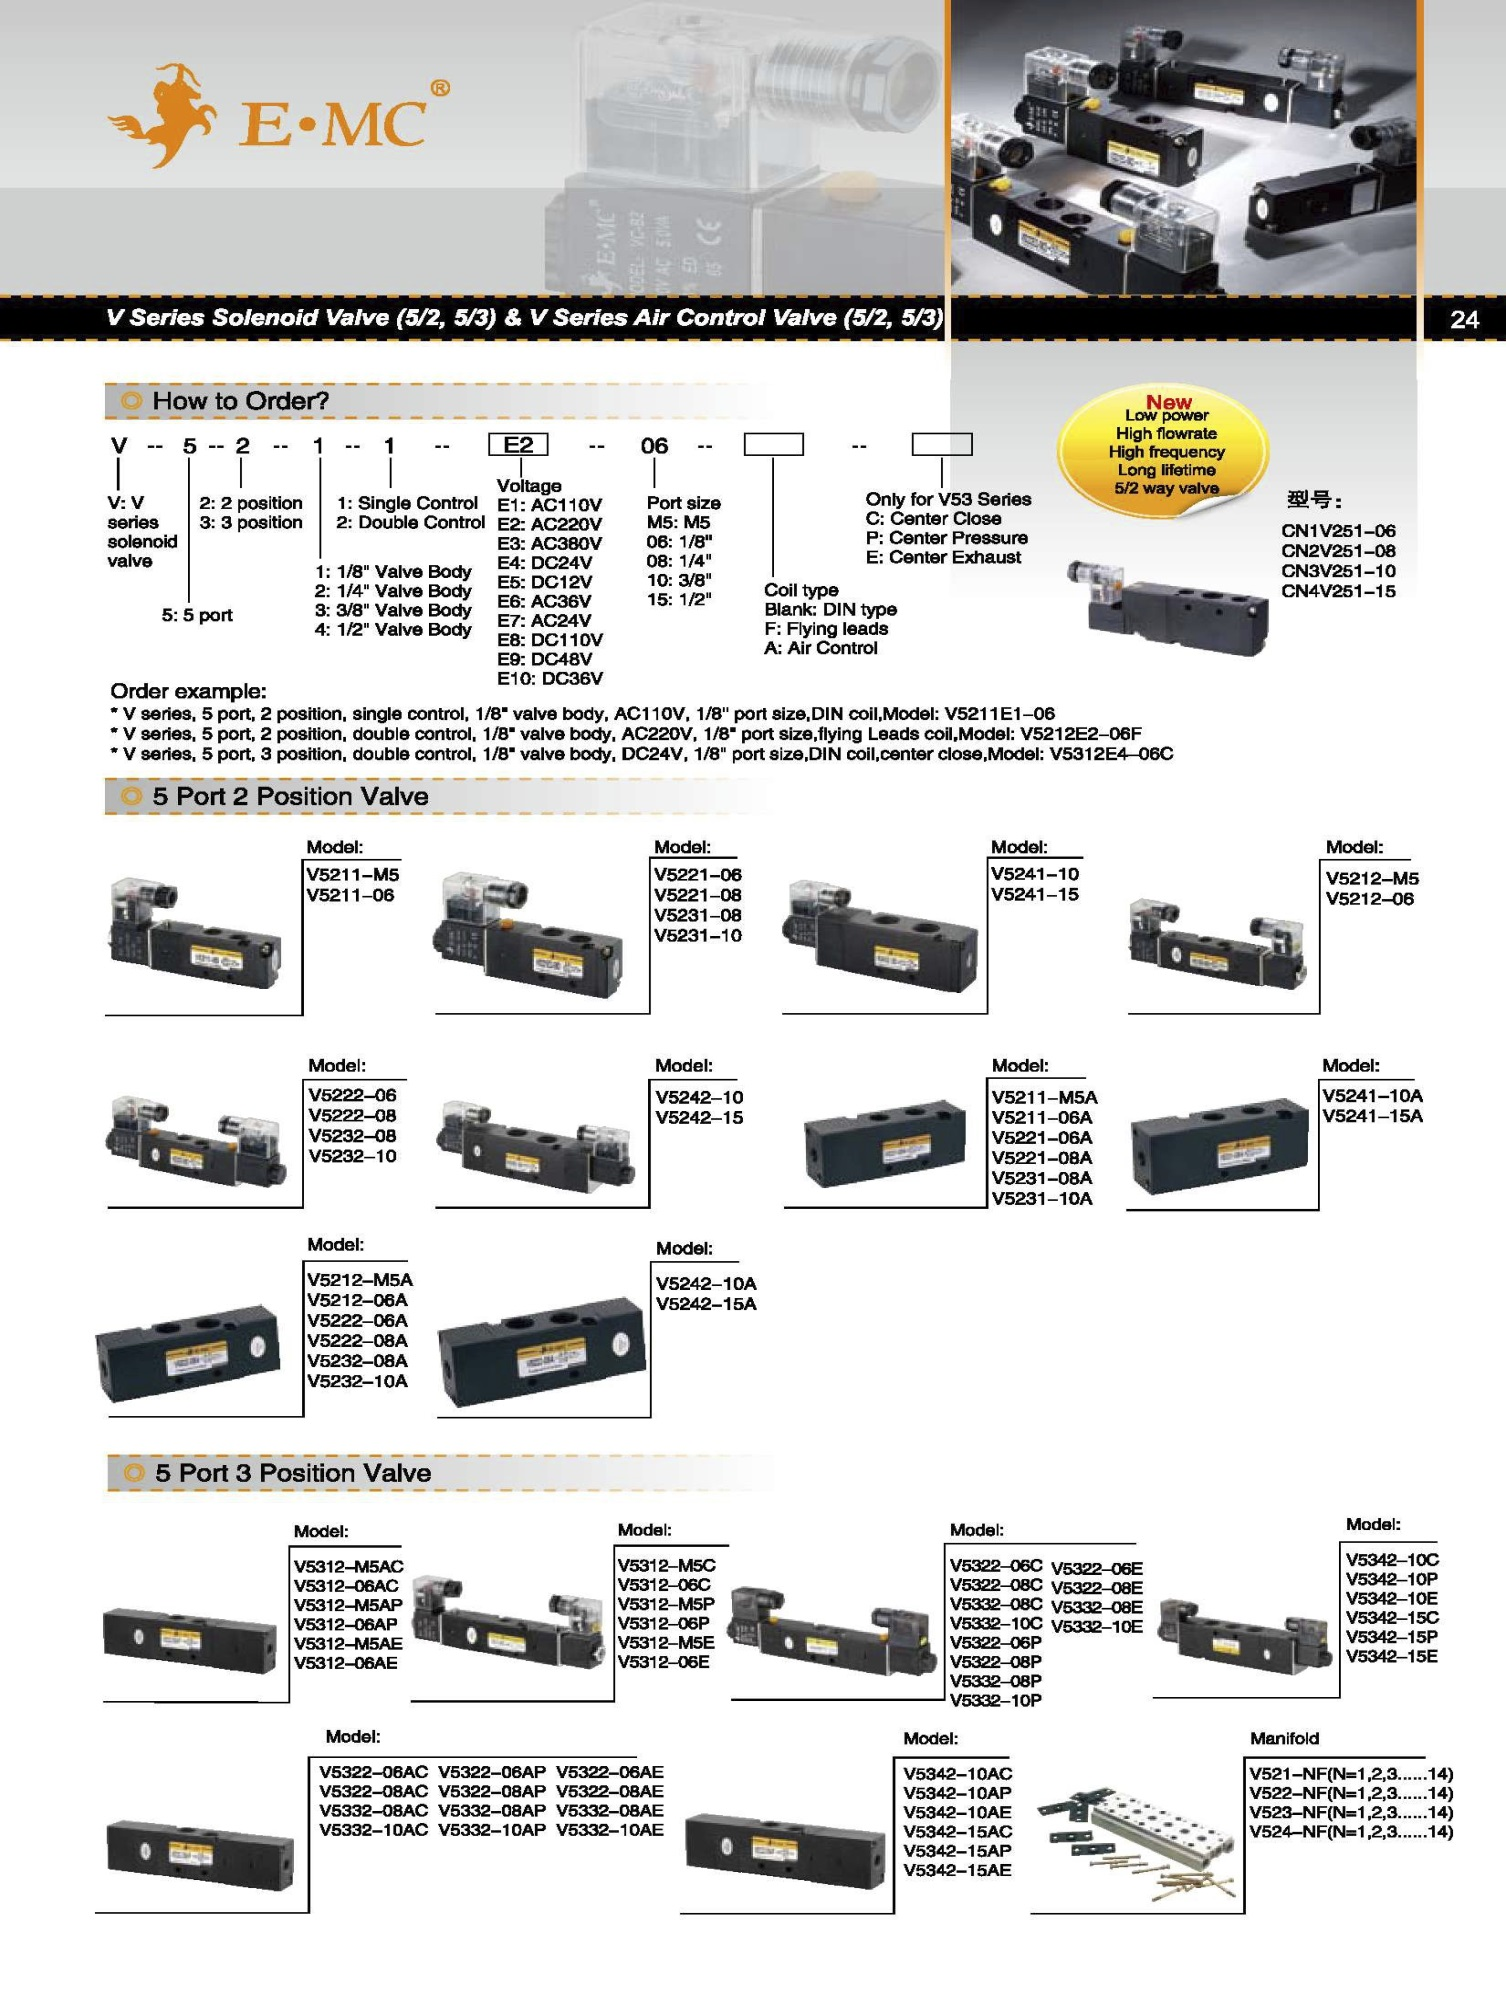 E•MC®
V Series Solenoid Valve (5/2, 5/3) & V Series Air Control Valve (5/2, 5/3)
24
How to Order?
V -- 5 -- 2 -- 1 -- 1 -- E2 -- 06 -- --
V: V
series
solenoid
valve
5: 5 port
2: 2 position
3: 3 position
1: 1/8" Valve Body
2: 1/4" Valve Body
3: 3/8" Valve Body
4: 1/2" Valve Body
1: Single Control
2: Double Control
Voltage
E1: AC110V
E2: AC220V
E3: AC380V
E4: DC24V
E5: DC12V
E6: AC36V
E7: AC24V
E8: DC110V
E9: DC48V
E10: DC36V
Port size
M5: M5
06: 1/8"
08: 1/4"
10: 3/8"
15: 1/2"
Coil type
Blank: DIN type
F: Flying leads
A: Air Control
Only for V53 Series
C: Center Close
P: Center Pressure
E: Center Exhaust
New
Low power
High flowrate
High frequency
Long lifetime
5/2 way valve
型号:
CN1V251-06
CN2V251-08
CN3V251-10
CN4V251-15
Order example:
* V series, 5 port, 2 position, single control, 1/8" valve body, AC110V, 1/8" port size,DIN coil,Model: V5211E1-06
* V series, 5 port, 2 position, double control, 1/8" valve body, AC220V, 1/8" port size,flying Leads coil,Model: V5212E2-06F
* V series, 5 port, 3 position, double control, 1/8" valve body, DC24V, 1/8" port size,DIN coil,center close,Model: V5312E4-06C
5 Port 2 Position Valve
Model:
V5211-M5
V5211-06
Model:
V5221-06
V5221-08
V5231-08
V5231-10
Model:
V5241-10
V5241-15
Model:
V5212-M5
V5212-06
Model:
V5222-06
V5222-08
V5232-08
V5232-10
Model:
V5242-10
V5242-15
Model:
V5211-M5A
V5211-06A
V5221-06A
V5221-08A
V5231-08A
V5231-10A
Model:
V5241-10A
V5241-15A
Model:
V5212-M5A
V5212-06A
V5222-06A
V5222-08A
V5232-08A
V5232-10A
Model:
V5242-10A
V5242-15A
5 Port 3 Position Valve
Model:
V5312-M5AC
V5312-06AC
V5312-M5AP
V5312-06AP
V5312-M5AE
V5312-06AE
Model:
V5312-M5C
V5312-06C
V5312-M5P
V5312-06P
V5312-M5E
V5312-06E
Model:
V5322-06C V5322-06E
V5322-08C V5322-08E
V5332-08C V5332-08E
V5332-10C V5332-10E
V5322-06P
V5322-08P
V5332-08P
V5332-10P
Model:
V5342-10C
V5342-10P
V5342-10E
V5342-15C
V5342-15P
V5342-15E
Model:
V5322-06AC V5322-06AP V5322-06AE
V5322-08AC V5322-08AP V5322-08AE
V5332-08AC V5332-08AP V5332-08AE
V5332-10AC V5332-10AP V5332-10AE
Model:
V5342-10AC
V5342-10AP
V5342-10AE
V5342-15AC
V5342-15AP
V5342-15AE
Manifold
V521-NF(N=1,2,3......14)
V522-NF(N=1,2,3......14)
V523-NF(N=1,2,3......14)
V524-NF(N=1,2,3......14)